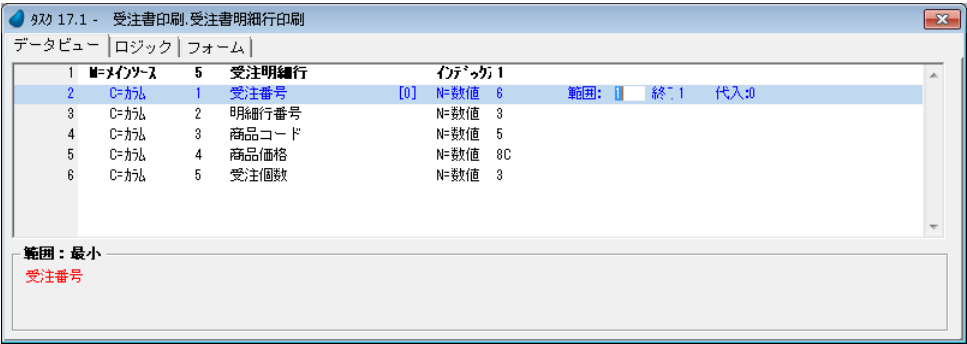 ﾀｽｸ 17.1 - 受注書印刷.受注書明細行印刷
データビュー ロジック フォーム
1 M=ﾒｲﾝｿｰｽ 5 受注明細行 ｲﾝﾃﾞｯｸｽ: 1
2 C=ｶﾗﾑ 1 受注番号 [0] N=数値 6 範囲: 1 終了: 1 代入:0
3 C=ｶﾗﾑ 2 明細行番号 N=数値 3
4 C=ｶﾗﾑ 3 商品コード N=数値 5
5 C=ｶﾗﾑ 4 商品価格 N=数値 8C
6 C=ｶﾗﾑ 5 受注個数 N=数値 3
範囲：最小
受注番号